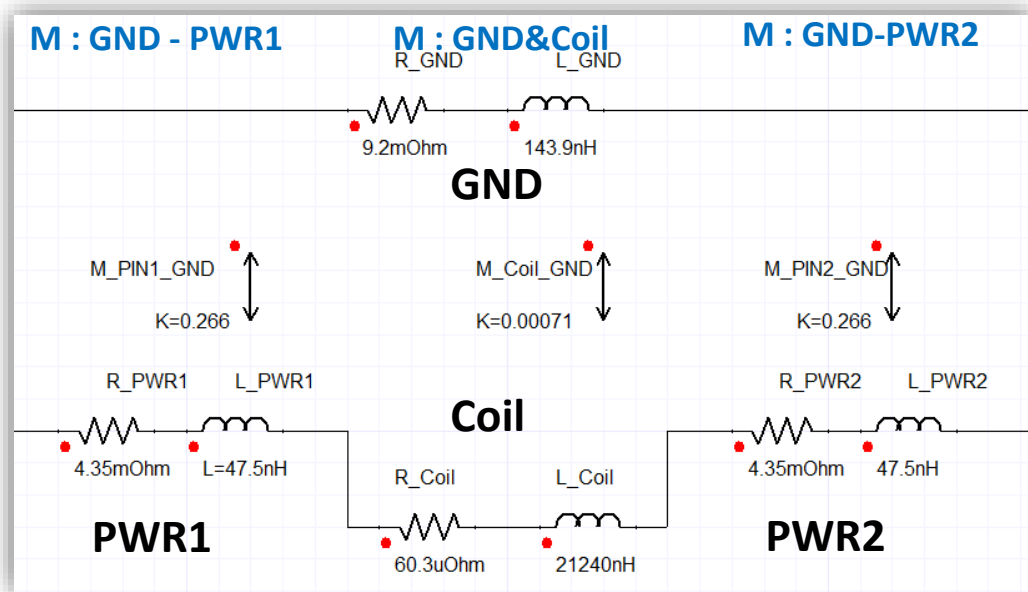 M : GND - PWR1
M : GND&Coil
M : GND-PWR2
R_GND
L_GND
9.2mOhm
143.9nH
GND
M_PIN1_GND
M_Coil_GND
M_PIN2_GND
K=0.266
K=0.00071
K=0.266
R_PWR1
L_PWR1
R_PWR2
L_PWR2
Coil
4.35mOhm
L=47.5nH
4.35mOhm
47.5nH
R_Coil
L_Coil
PWR1
PWR2
60.3uOhm
21240nH